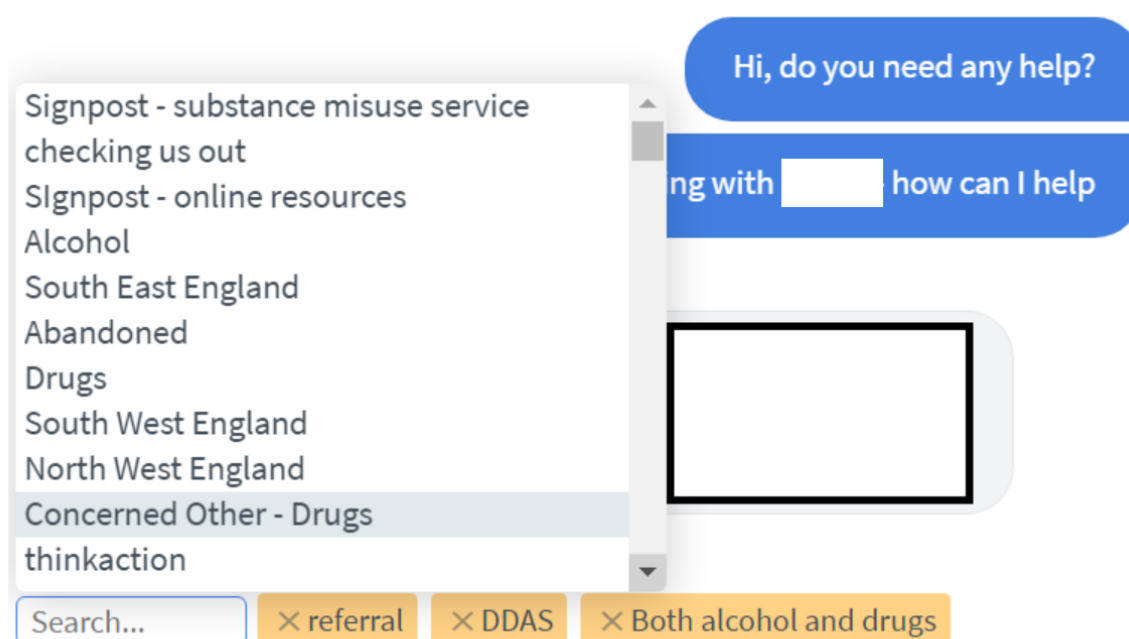 Hi, do you need any help?
ing with how can I help
Signpost - substance misuse service
checking us out
SIgnpost - online resources
Alcohol
South East England
Abandoned
Drugs
South West England
North West England
Concerned Other - Drugs
thinkaction
Search... × referral × DDAS × Both alcohol and drugs